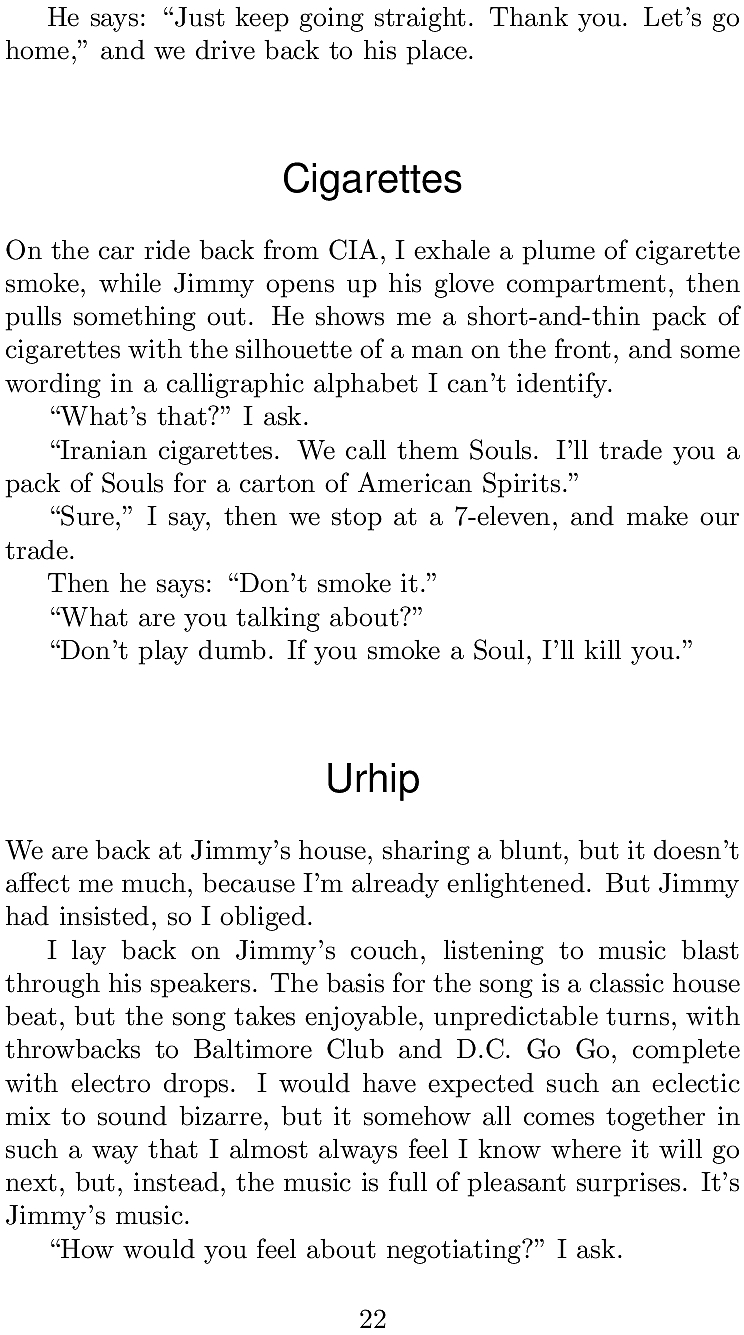 He says: “Just keep going straight. Thank you. Let’s go
home,” and we drive back to his place.
Cigarettes
On the car ride back from CIA, I exhale a plume of cigarette
smoke, while Jimmy opens up his glove compartment, then
pulls something out. He shows me a short-and-thin pack of
cigarettes with the silhouette of a man on the front, and some
wording in a calligraphic alphabet I can’t identify.
“What’s that?” I ask.
“Iranian cigarettes. We call them Souls. I’ll trade you a
pack of Souls for a carton of American Spirits.”
“Sure,” I say, then we stop at a 7-eleven, and make our
trade.
Then he says: “Don’t smoke it.”
“What are you talking about?”
“Don’t play dumb. If you smoke a Soul, I’ll kill you.”
Urhip
We are back at Jimmy’s house, sharing a blunt, but it doesn’t
affect me much, because I’m already enlightened. But Jimmy
had insisted, so I obliged.
I lay back on Jimmy’s couch, listening to music blast
through his speakers. The basis for the song is a classic house
beat, but the song takes enjoyable, unpredictable turns, with
throwbacks to Baltimore Club and D.C. Go Go, complete
with electro drops. I would have expected such an eclectic
mix to sound bizarre, but it somehow all comes together in
such a way that I almost always feel I know where it will go
next, but, instead, the music is full of pleasant surprises. It’s
Jimmy’s music.
“How would you feel about negotiating?” I ask.
22